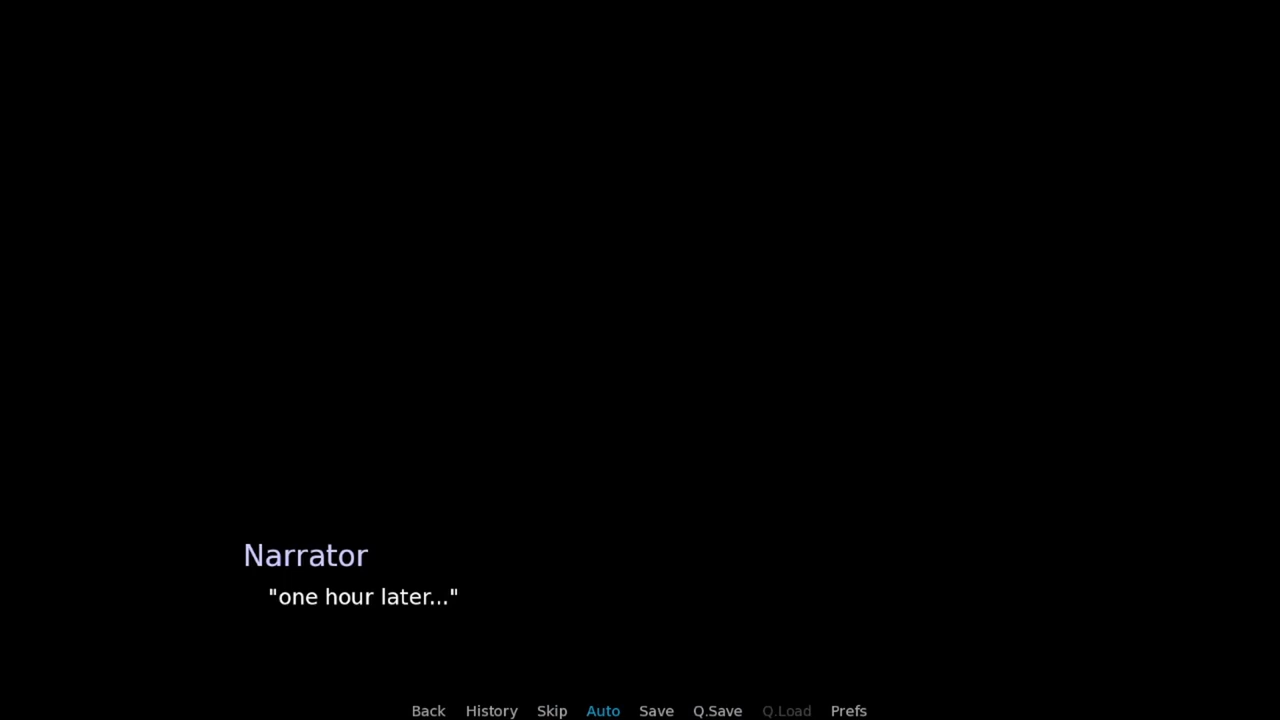 Narrator
"one hour later..."
Back History Skip Auto Save Q.Save Q.Load Prefs